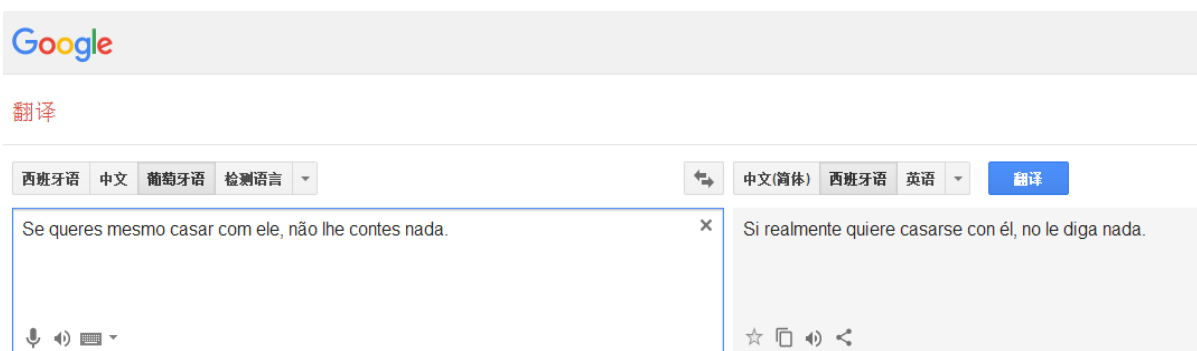 Google
翻译
西班牙语 中文 葡萄牙语 检测语言 中文(简体) 西班牙语 英语 翻译
Se queres mesmo casar com ele, não lhe contes nada. Si realmente quiere casarse con él, no le diga nada.